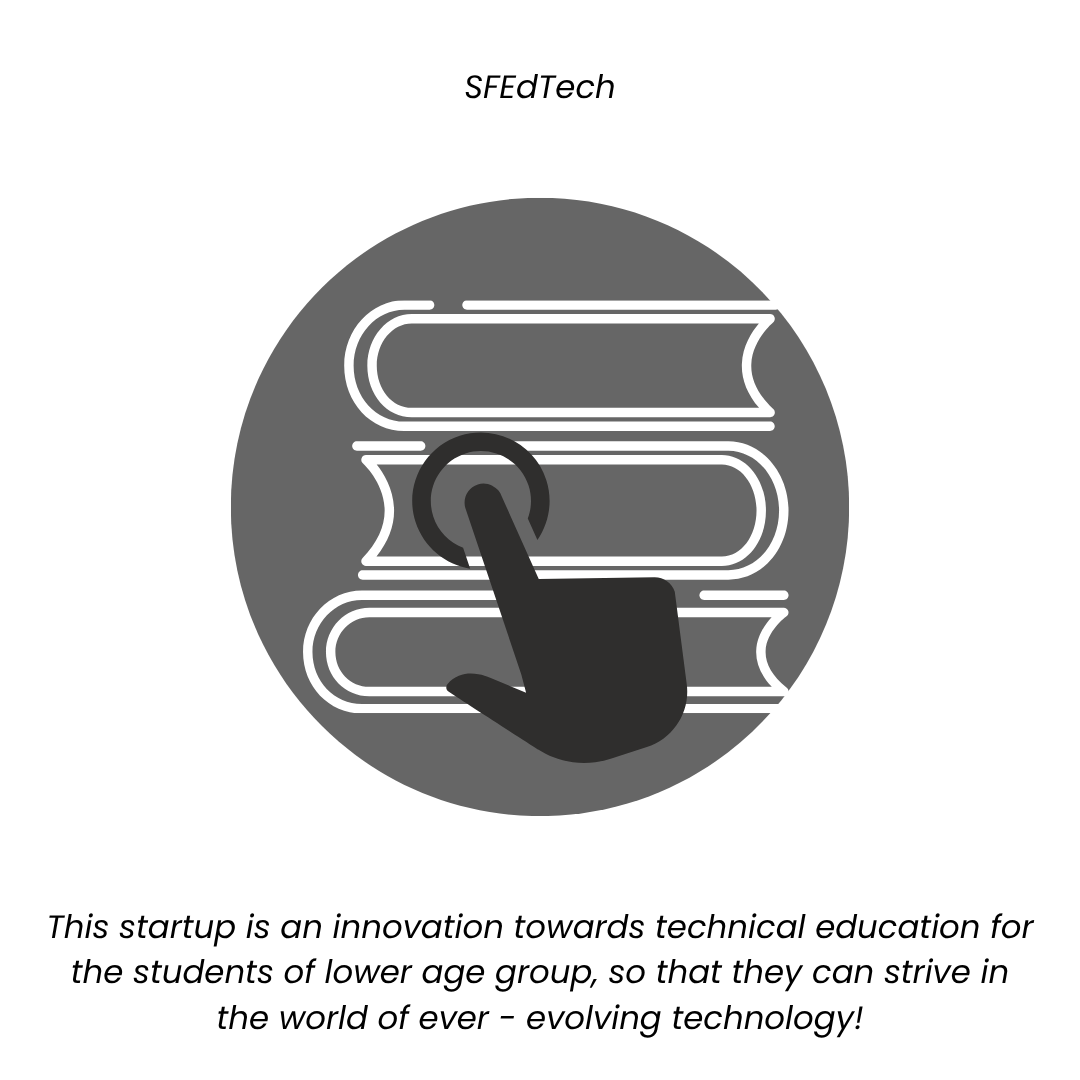 SFEdTech
This startup is an innovation towards technical education for
the students of lower age group, so that they can strive in
the world of ever - evolving technology!